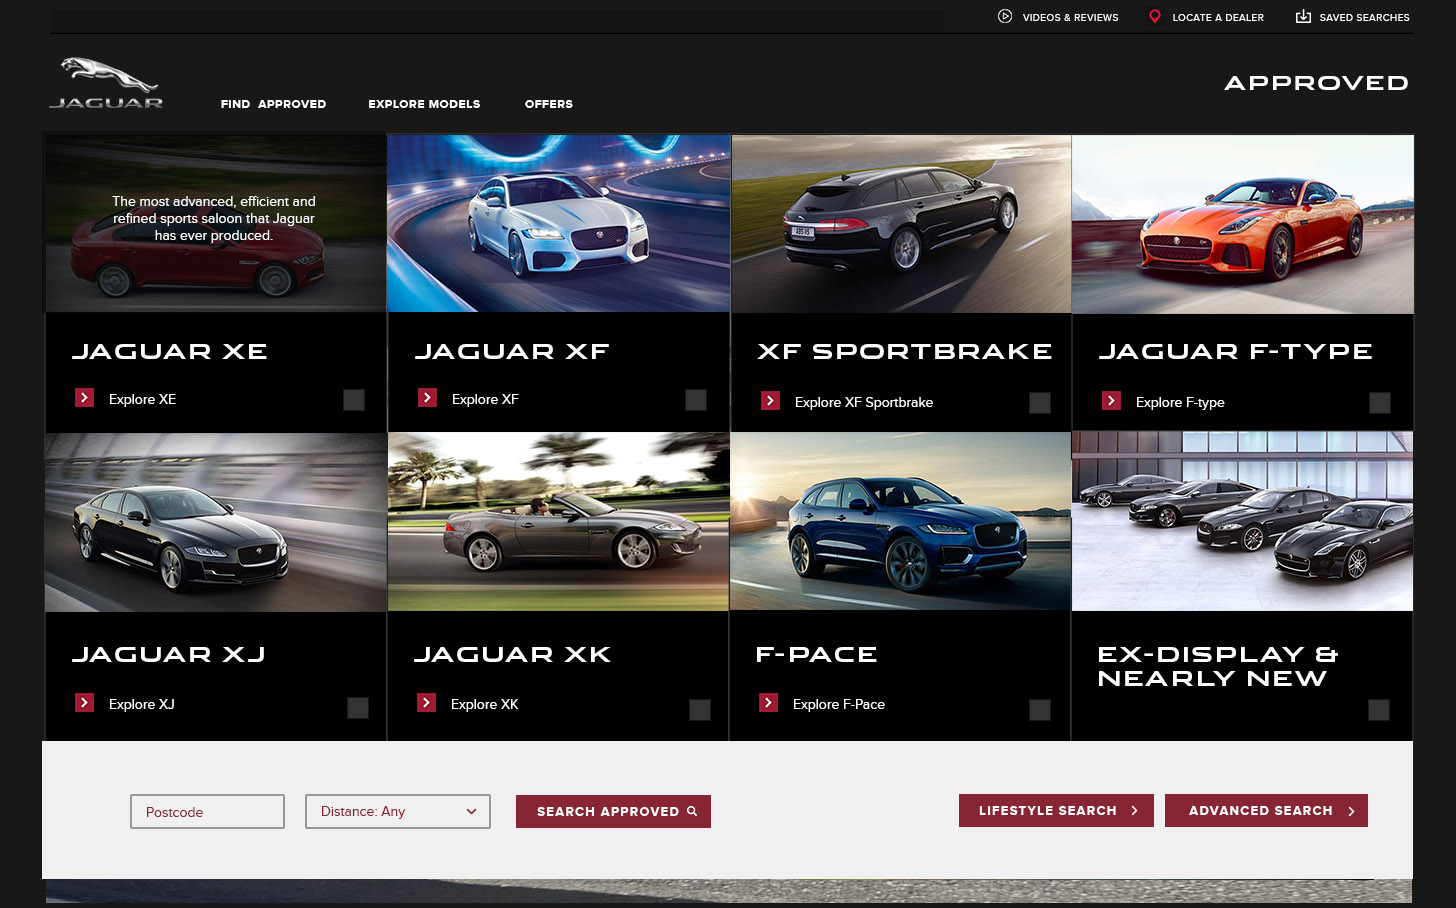 VIDEOS & REVIEWS
LOCATE A DEALER
SAVED SEARCHES
JAGUAR
FIND APPROVED
EXPLORE MODELS
OFFERS
APPROVED
The most advanced, efficient and
refined sports saloon that Jaguar
has ever produced.
JAGUAR XE
Explore XE
JAGUAR XF
Explore XF
XF SPORTBRAKE
Explore XF Sportbrake
JAGUAR F-TYPE
Explore F-type
JAGUAR XJ
Explore XJ
JAGUAR XK
Explore XK
F-PACE
Explore F-Pace
EX-DISPLAY &
NEARLY NEW
Postcode
Distance: Any
SEARCH APPROVED
LIFESTYLE SEARCH
ADVANCED SEARCH